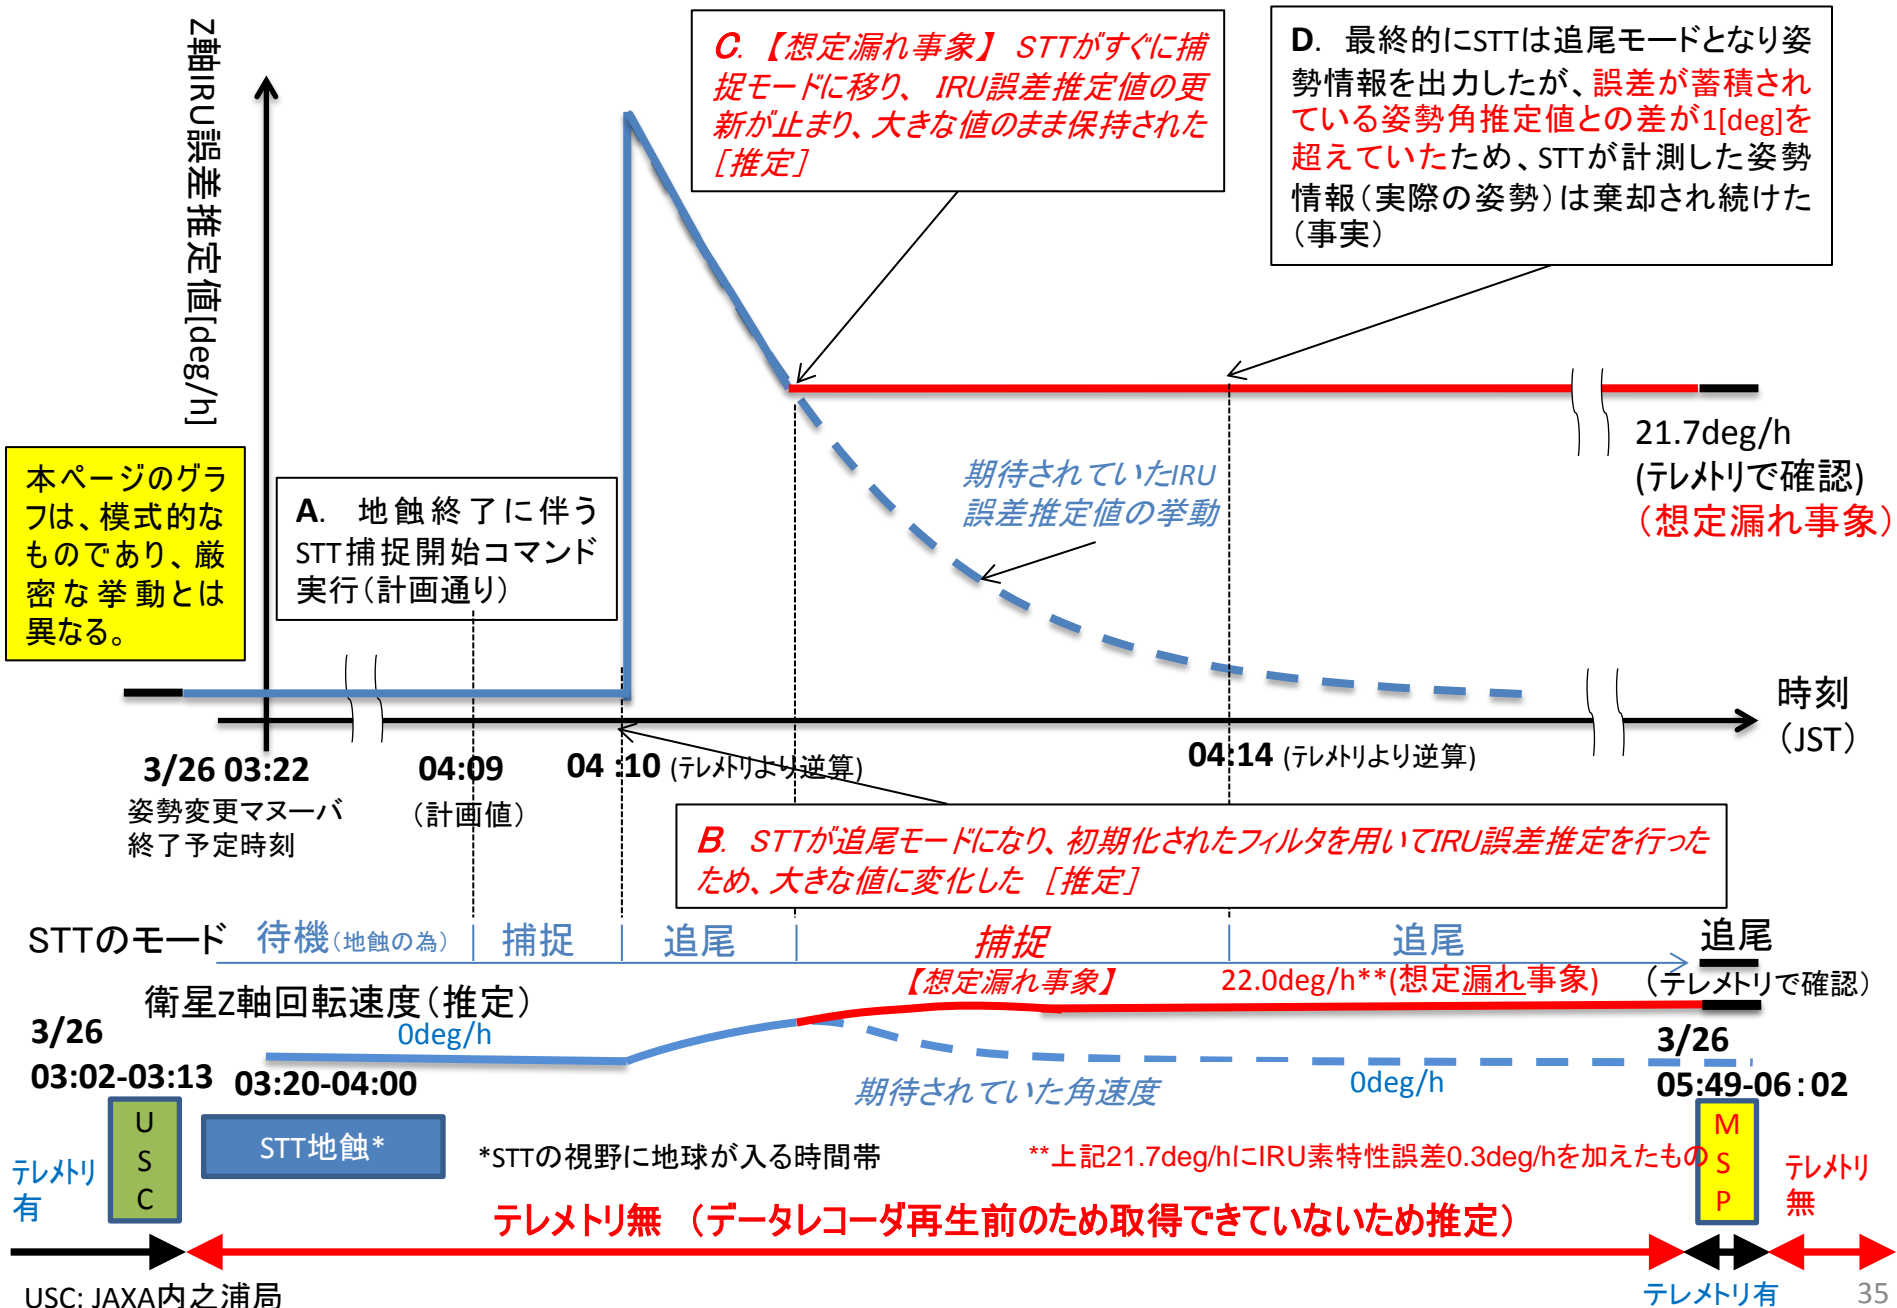 Z軸IRU誤差推定値[deg/h]
C.【想定漏れ事象】 STTがすぐに捕
捉モードに移り、 IRU誤差推定値の更
新が止まり、大きな値のまま保持された
［推定］
D． 最終的にSTTは追尾モードとなり姿
勢情報を出力したが、誤差が蓄積され
ている姿勢角推定値との差が1[deg]を
超えていたため、STTが計測した姿勢
情報（実際の姿勢）は棄却され続けた
（事実）
本ページのグラ
フは、模式的な
ものであり、厳
密な挙動とは
異なる。
A． 地蝕終了に伴う
STT捕捉開始コマンド
実行（計画通り）
期待されていたIRU
誤差推定値の挙動
21.7deg/h
(テレメトリで確認)
（想定漏れ事象）
時刻
（JST）
3/26 03:22
姿勢変更マヌーバ
終了予定時刻
04:09
（計画値）
04 :10 (テレメトリより逆算)
04:14 (テレメトリより逆算)
B． STTが追尾モードになり、初期化されたフィルタを用いてIRU誤差推定を行った
ため、大きな値に変化した ［推定］
STTのモード 待機(地蝕の為) 捕捉 追尾 捕捉 追尾 追尾
【想定漏れ事象】 22.0deg/h**(想定漏れ事象) （テレメトリで確認）
衛星Z軸回転速度（推定）
0deg/h
3/26
03:02-03:13
03:20-04:00
期待されていた角速度
0deg/h
3/26
05:49-06：02
USC
STT地蝕*
*STTの視野に地球が入る時間帯
**上記21.7deg/hにIRU素特性誤差0.3deg/hを加えたもの
MSP
テレメトリ
有
テレメトリ
無
テレメトリ無 （データレコーダ再生前のため取得できていないため推定）
USC: JAXA内之浦局
テレメトリ有
35